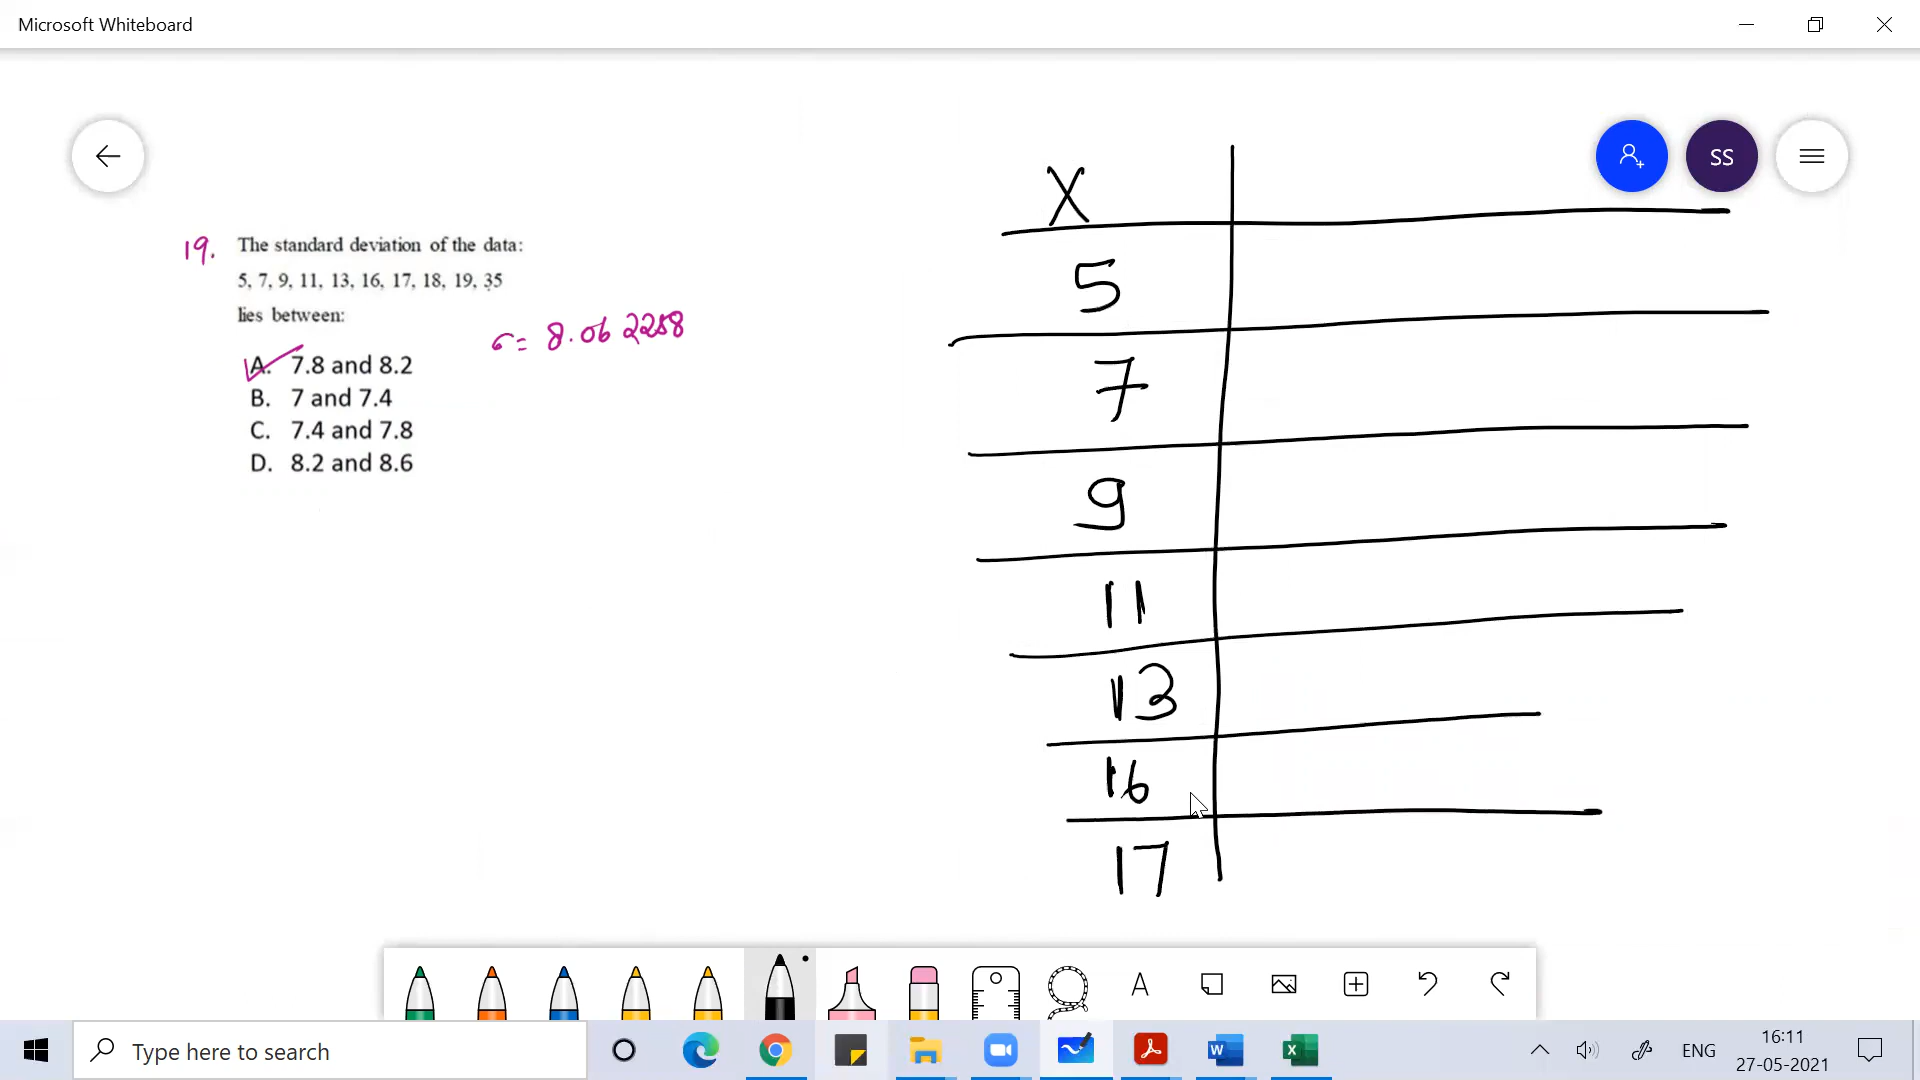 Microsoft Whiteboard
SS
19. The standard deviation of the data:
5, 7, 9, 11, 13, 16, 17, 18, 19, 35
lies between:
σ = 8.062258
A. 7.8 and 8.2
B. 7 and 7.4
C. 7.4 and 7.8
D. 8.2 and 8.6
X
5
7
9
11
13
16
17
A
Type here to search
ENG
16:11
27-05-2021